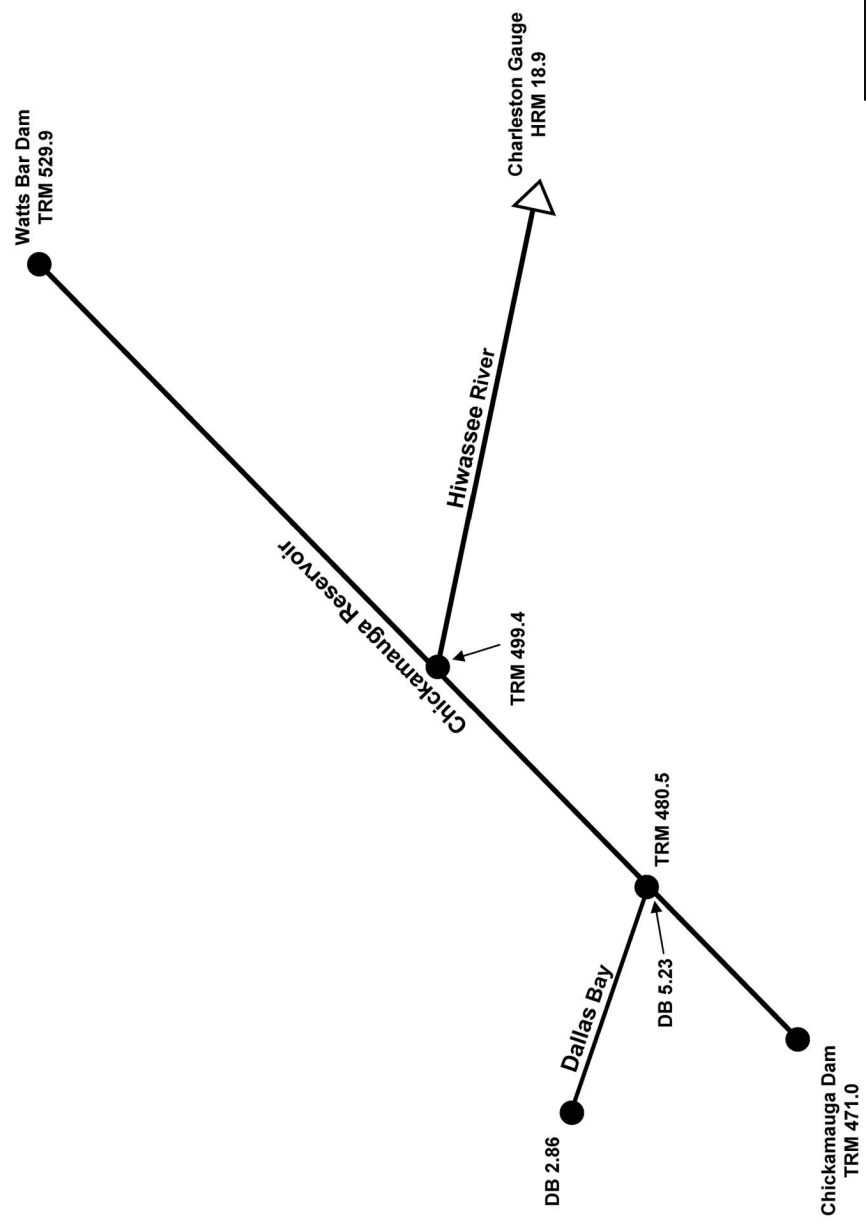 Watts Bar Dam
TRM 529.9
Charleston Gauge
HRM 18.9
Hiwassee River
Chickamauga Reservoir
TRM 499.4
TRM 480.5
DB 5.23
Dallas Bay
DB 2.86
Chickamauga Dam
TRM 471.0